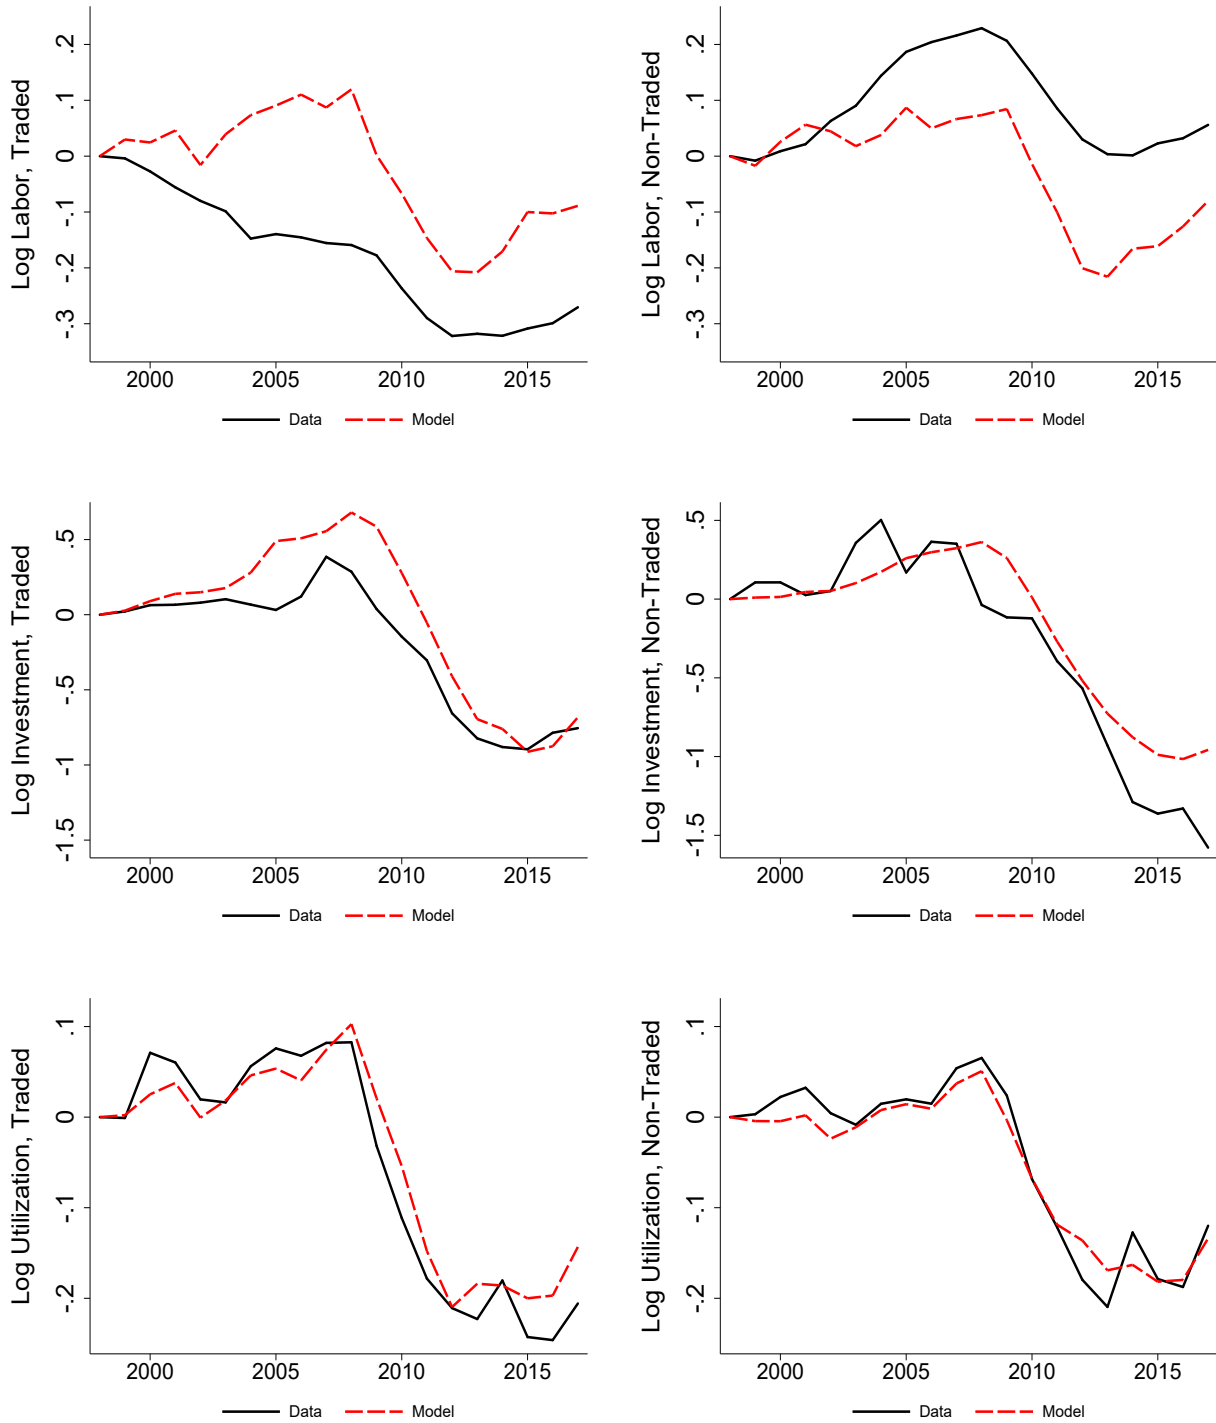 Log Labor, Traded
.2
.1
0
-.1
-.2
-.3
2000 2005 2010 2015
Data Model
Log Labor, Non-Traded
.2
.1
0
-.1
-.2
-.3
2000 2005 2010 2015
Data Model
Log Investment, Traded
.5
0
-.5
-1
-1.5
2000 2005 2010 2015
Data Model
Log Investment, Non-Traded
.5
0
-.5
-1
-1.5
2000 2005 2010 2015
Data Model
Log Utilization, Traded
.1
0
-.1
-.2
2000 2005 2010 2015
Data Model
Log Utilization, Non-Traded
.1
0
-.1
-.2
2000 2005 2010 2015
Data Model